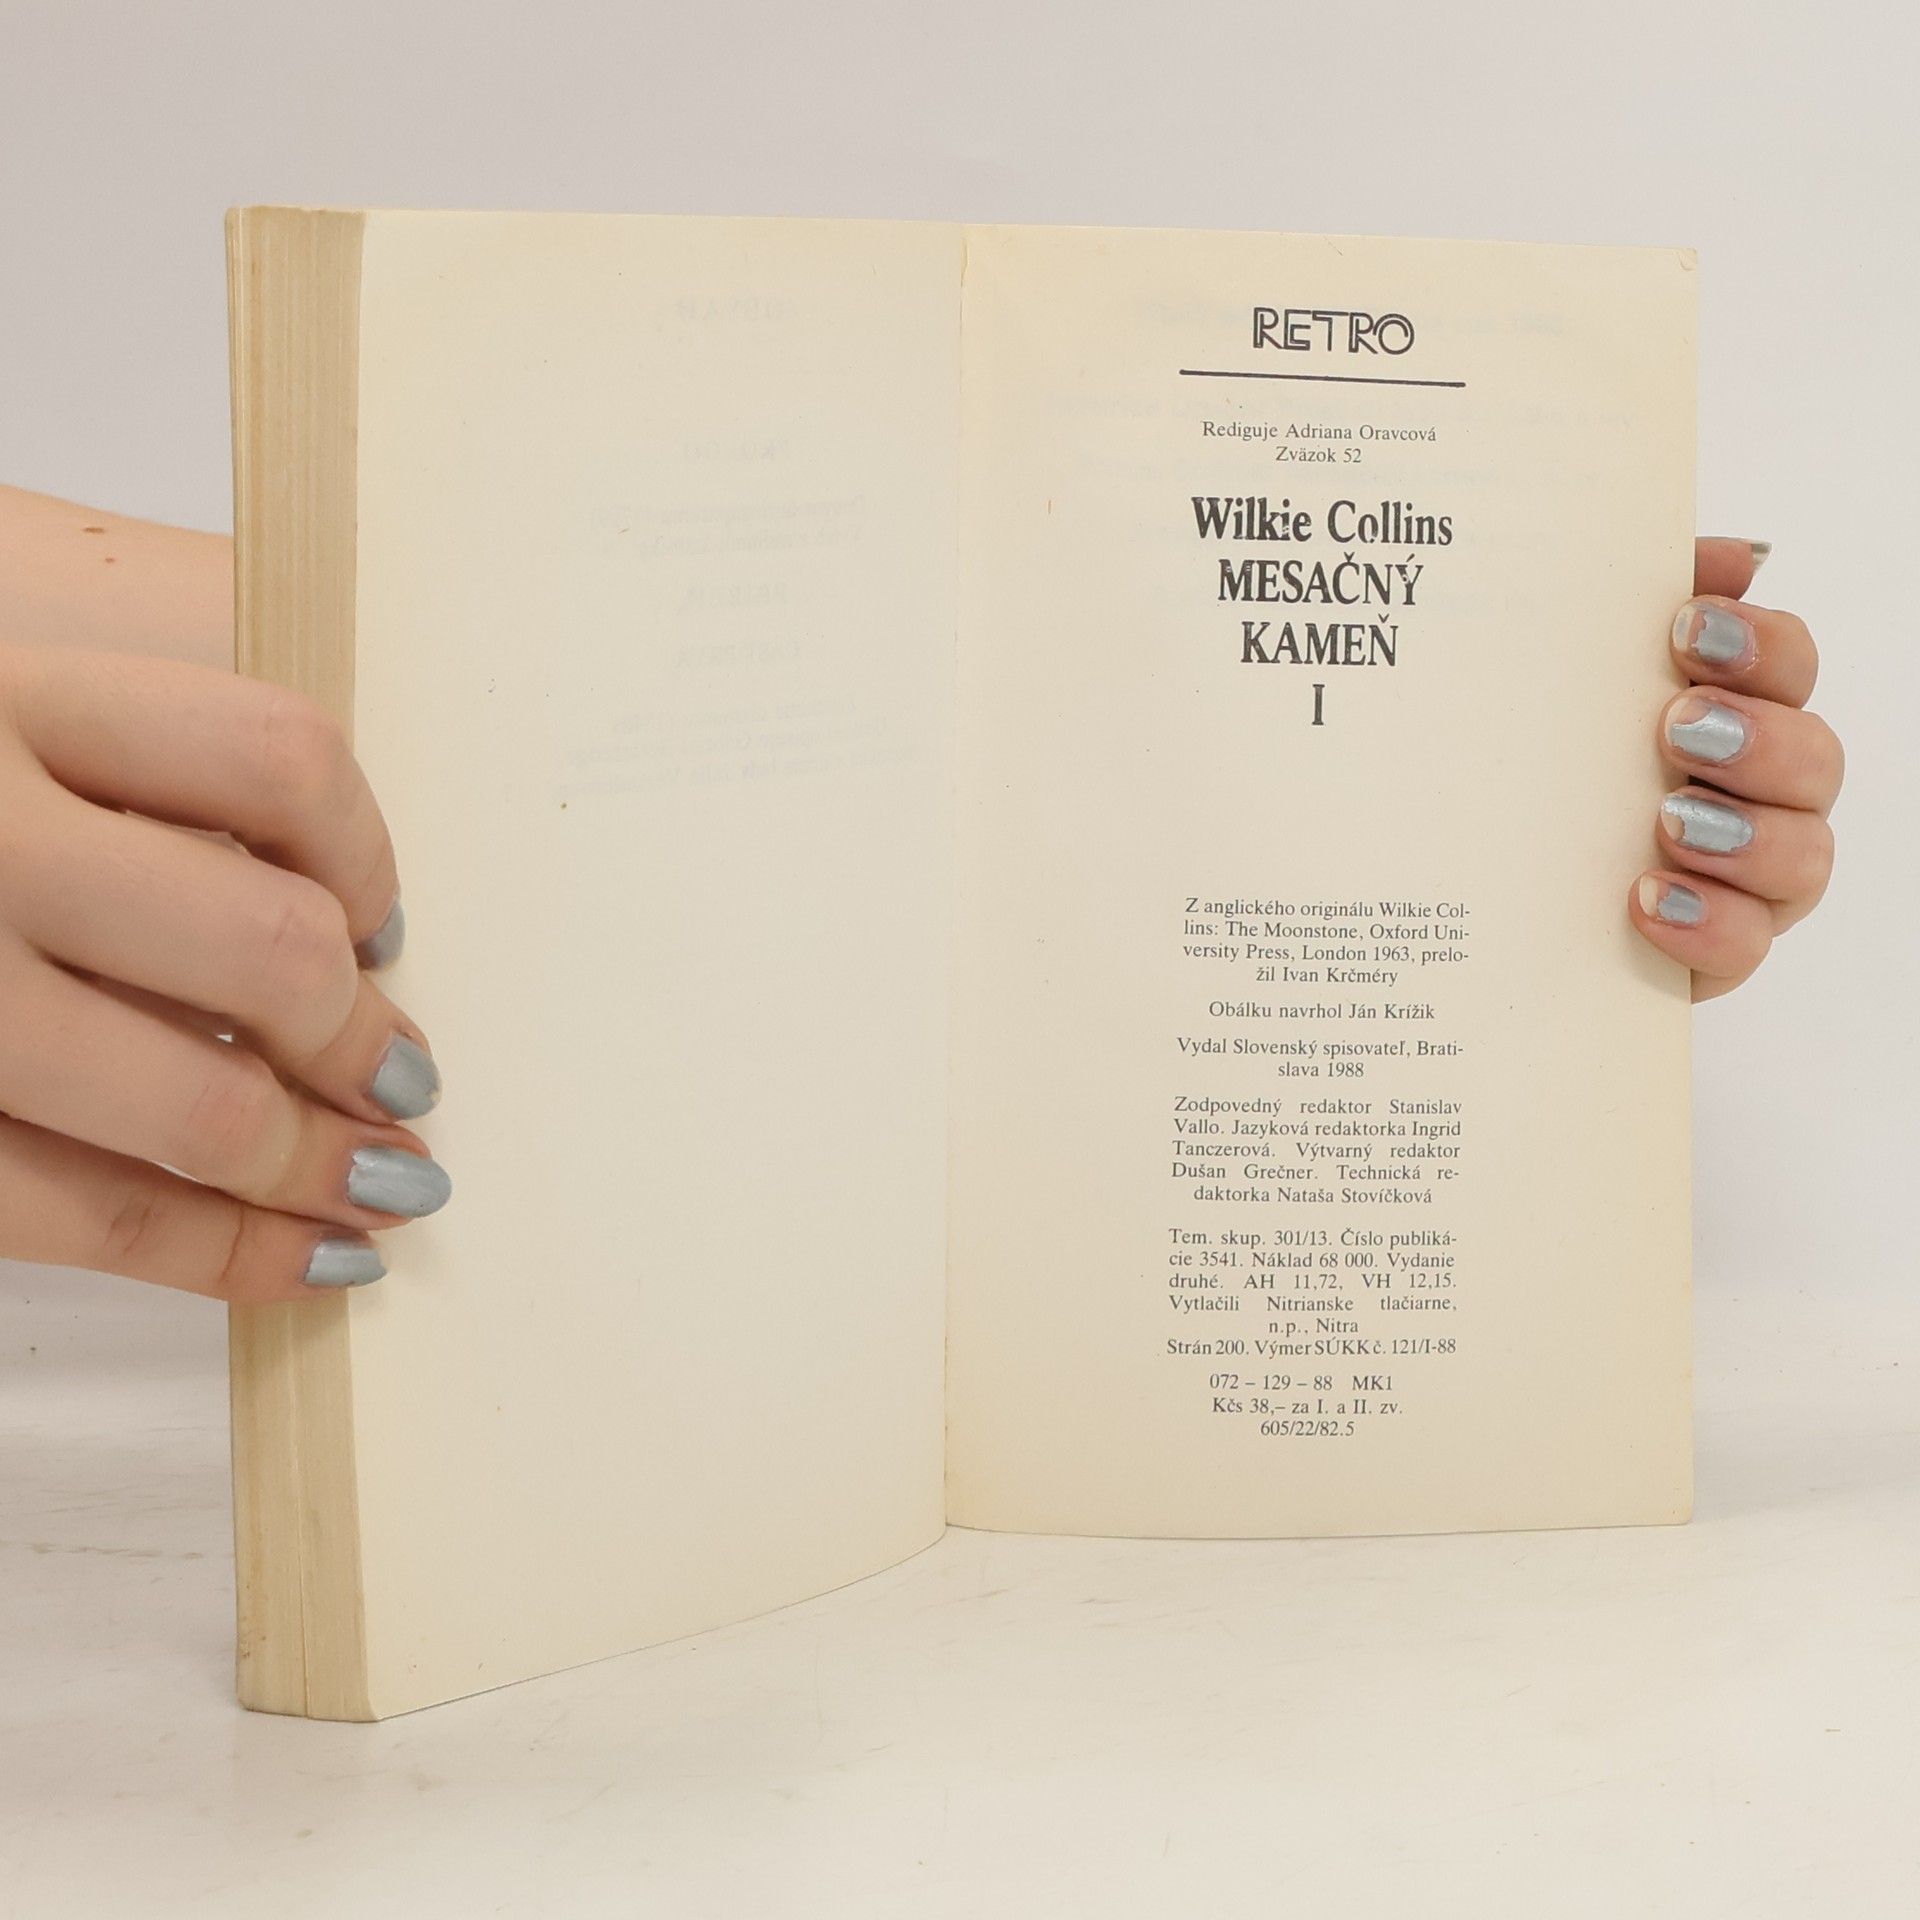 RETRO
Rediguje Adriana Oravcová
Zväzok 52
Wilkie Collins
MESAČNÝ
KAMEŇ
I
Z anglického originálu Wilkie Col-
lins: The Moonstone, Oxford Uni-
versity Press, London 1963, prelo-
žil Ivan Krčméry
Obálku navrhol Ján Krížik
Vydal Slovenský spisovateľ, Brati-
slava 1988
Zodpovedný redaktor Stanislav
Vallo. Jazyková redaktorka Ingrid
Tanczerová. Výtvarný redaktor
Dušan Grečner. Technická re-
daktorka Nataša Stovíčková
Tem. skup. 301/13. Číslo publiká-
cie 3541. Náklad 68 000. Vydanie
druhé. AH 11,72, VH 12,15.
Vytlačili Nitrianske tlačiarne,
n.p., Nitra
Strán 200. Výmer SÚKK č. 121/I-88
072 – 129 – 88 MK1
Kčs 38,– za I. a II. zv.
605/22/82.5